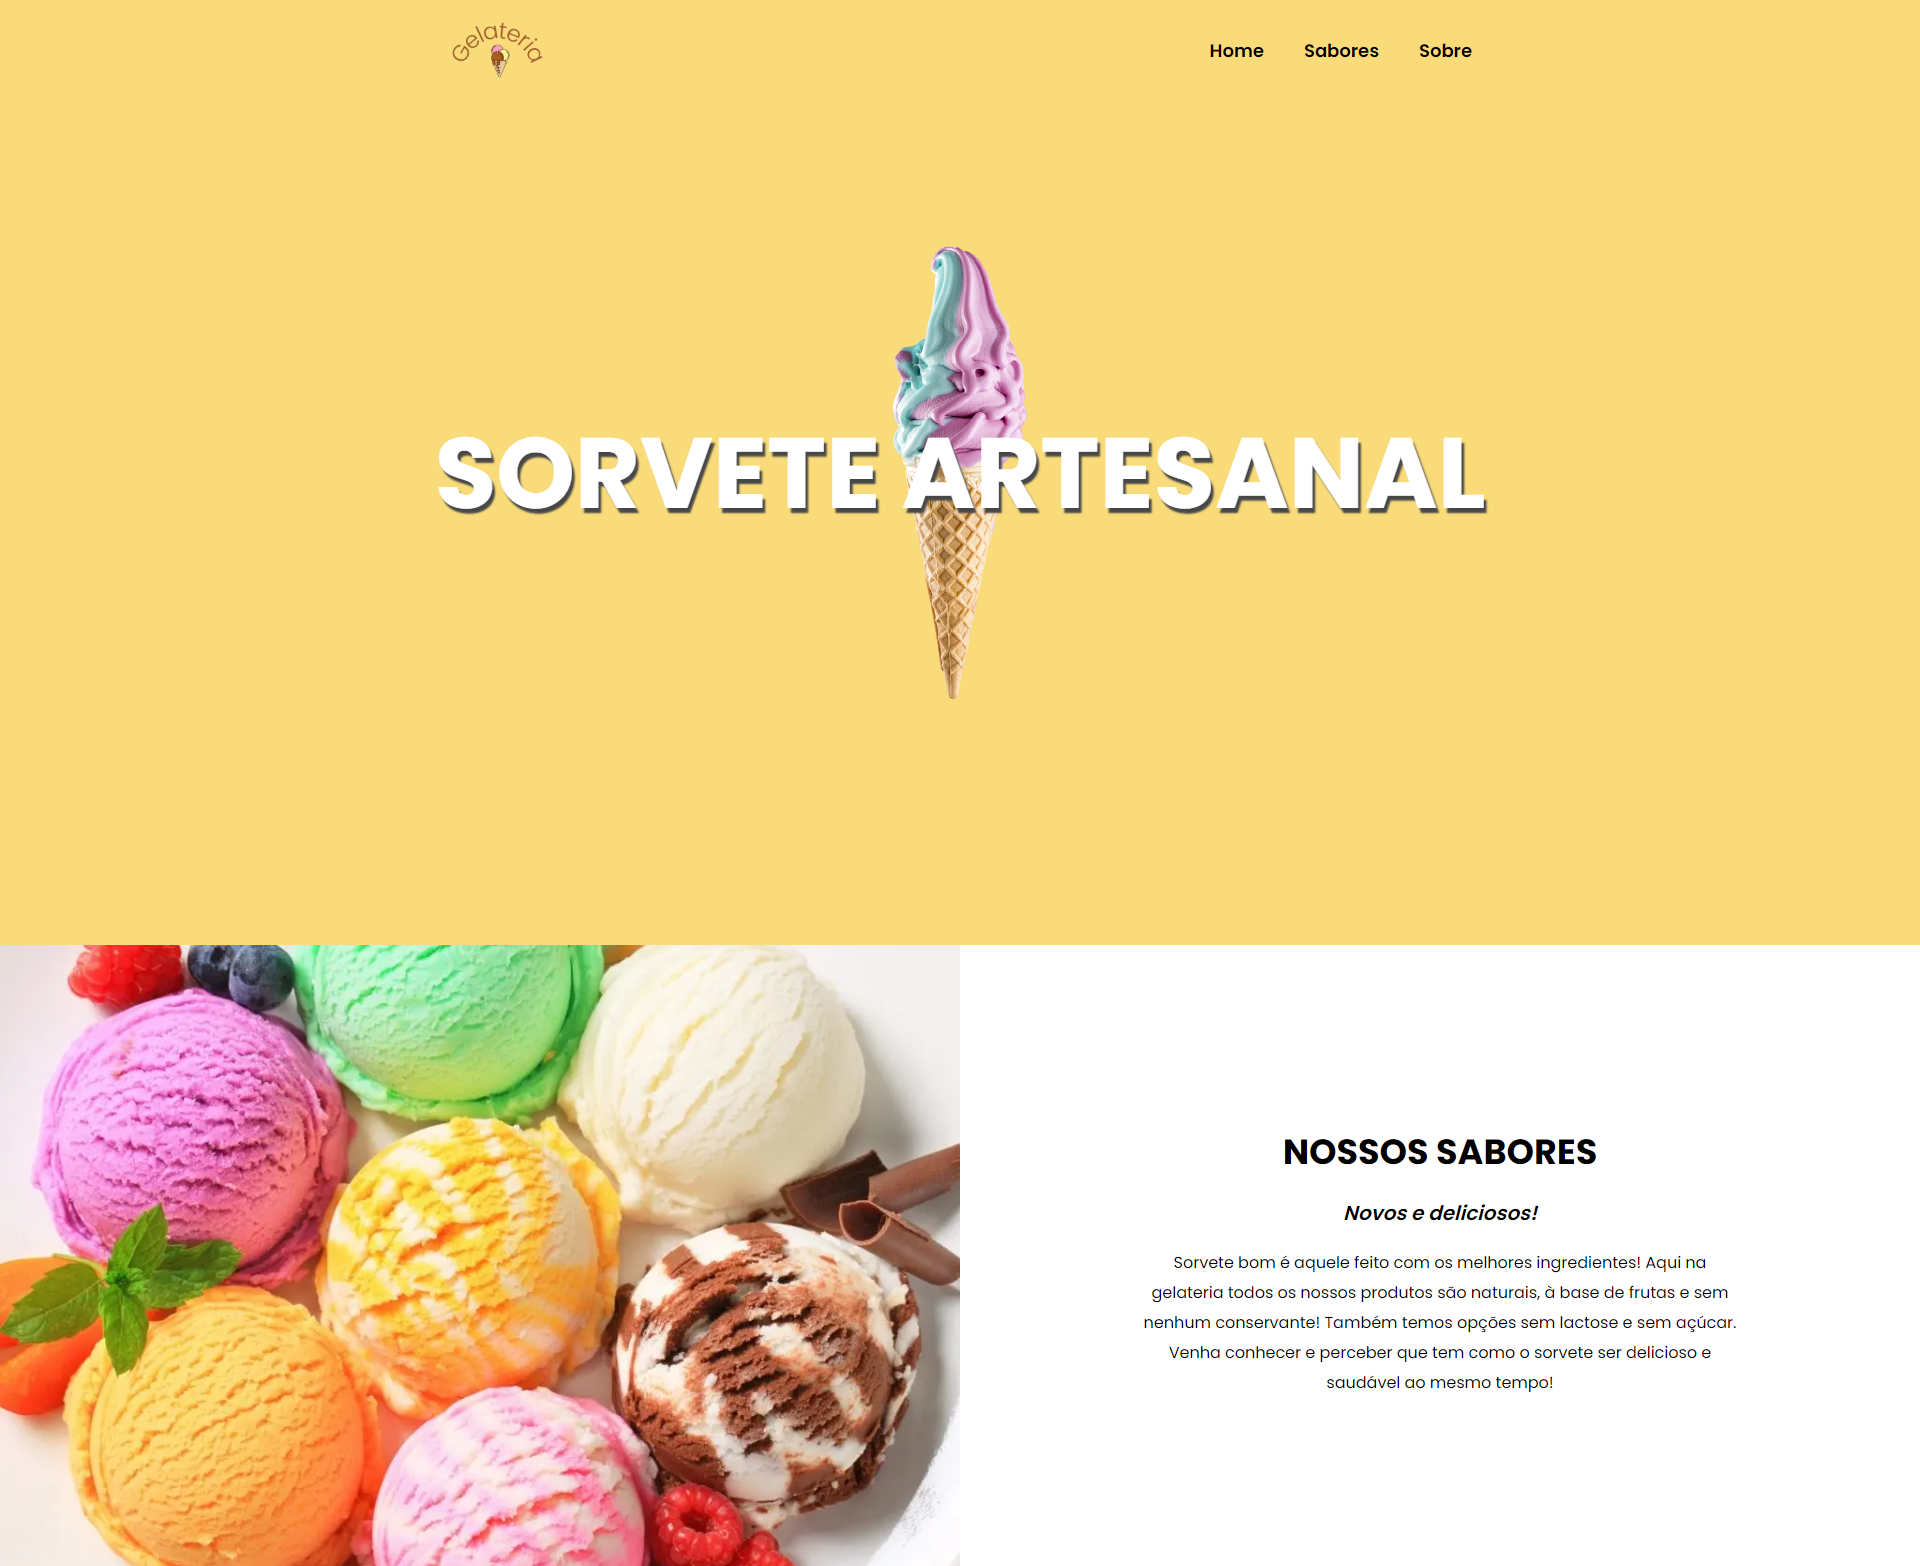 Gelateria
Home Sabores Sobre
SORVETE ARTESANAL
NOSSOS SABORES
Novos e deliciosos!
Sorvete bom é aquele feito com os melhores ingredientes! Aqui na
gelateria todos os nossos produtos são naturais, à base de frutas e sem
nenhum conservante! Também temos opções sem lactose e sem açúcar.
Venha conhecer e perceber que tem como o sorvete ser delicioso e
saudável ao mesmo tempo!